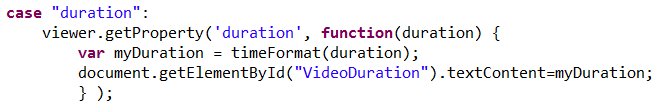 case "duration":
    viewer.getProperty('duration', function(duration) {
        var myDuration = timeFormat(duration);
        document.getElementById("VideoDuration").textContent=myDuration;
        } );